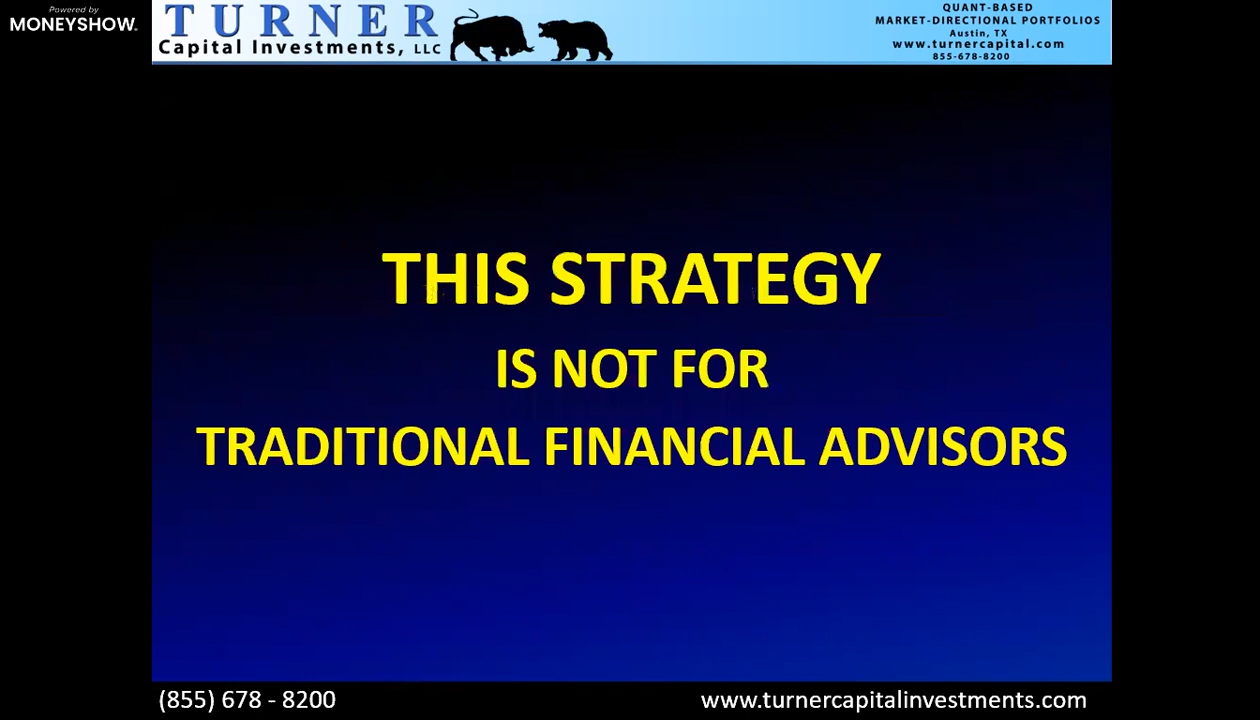 Powered by
MONEYSHOW.
TURNER
Capital Investments, LLC
QUANT-BASED
MARKET-DIRECTIONAL PORTFOLIOS
Austin, TX
www.turnercapital.com
855-678-8200
THIS STRATEGY
IS NOT FOR
TRADITIONAL FINANCIAL ADVISORS
(855) 678 - 8200
www.turnercapitalinvestments.com